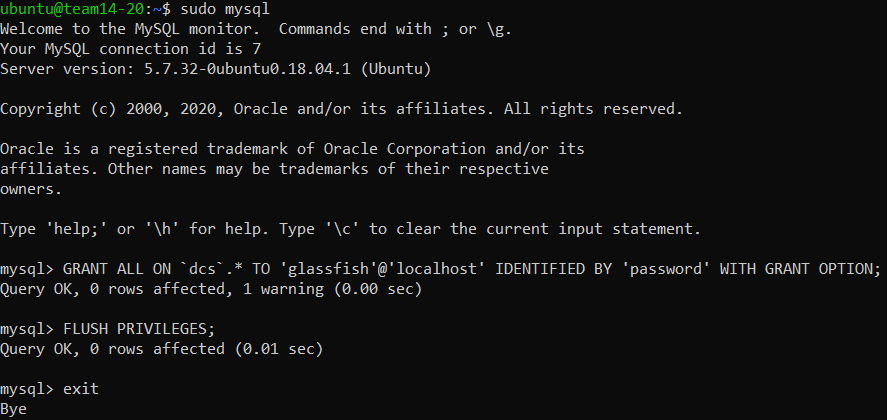 ubuntu@team14-20:~$ sudo mysql
Welcome to the MySQL monitor.  Commands end with ; or \g.
Your MySQL connection id is 7
Server version: 5.7.32-0ubuntu0.18.04.1 (Ubuntu)
Copyright (c) 2000, 2020, Oracle and/or its affiliates. All rights reserved.
Oracle is a registered trademark of Oracle Corporation and/or its
affiliates. Other names may be trademarks of their respective
owners.
Type 'help;' or '\h' for help. Type '\c' to clear the current input statement.
mysql> GRANT ALL ON `dcs`.* TO 'glassfish'@'localhost' IDENTIFIED BY 'password' WITH GRANT OPTION;
Query OK, 0 rows affected, 1 warning (0.00 sec)
mysql> FLUSH PRIVILEGES;
Query OK, 0 rows affected (0.01 sec)
mysql> exit
Bye